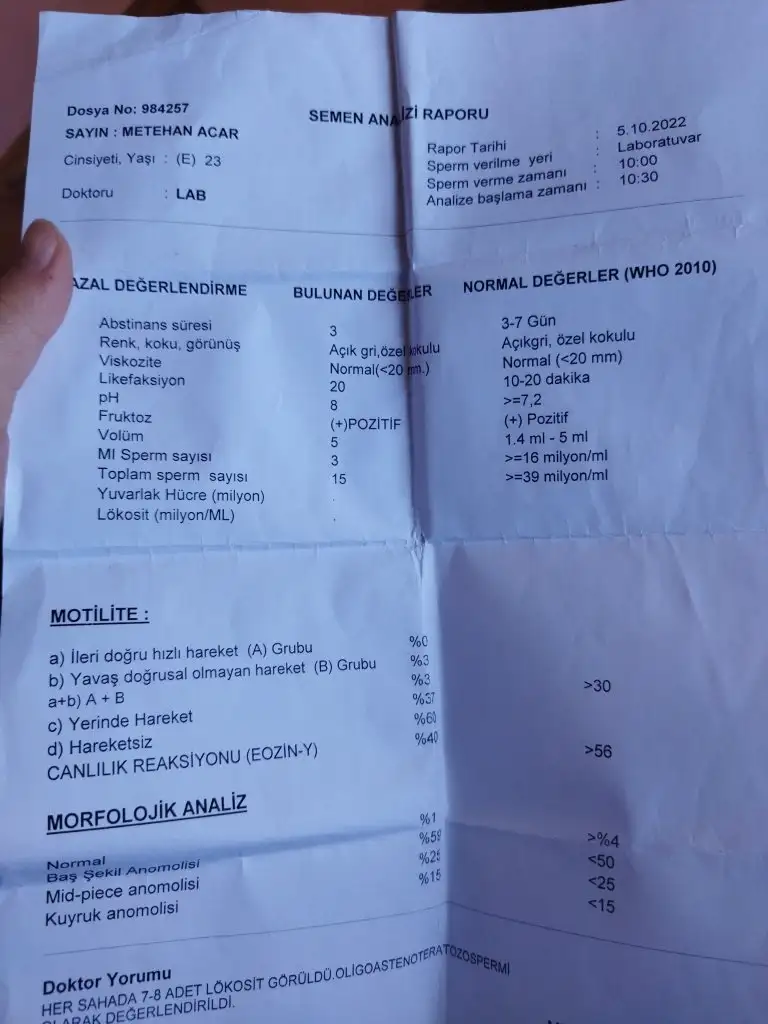 Dosya No: 984257
SEMEN ANALİZİ RAPORU
SAYIN : METEHAN ACAR
Cinsiyeti, Yaşı : (E) 23
Doktoru : LAB
Rapor Tarihi : 5.10.2022
Sperm verilme yeri : Laboratuvar
Sperm verme zamanı : 10:00
Analize başlama zamanı : 10:30
AZAL DEĞERLENDİRME BULUNAN DEĞERLER NORMAL DEĞERLER (WHO 2010)
Abstinans süresi 3 3-7 Gün
Renk, koku, görünüş Açık gri,özel kokulu Açıkgri, özel kokulu
Viskozite Normal(<20 mm.) Normal (<20 mm)
Likefaksiyon 20 10-20 dakika
pH 8 >=7,2
Fruktoz (+)POZİTİF (+) Pozitif
Volüm 5 1.4 ml - 5 ml
Ml Sperm sayısı 3 >=16 milyon/ml
Toplam sperm sayısı 15 >=39 milyon/ml
Yuvarlak Hücre (milyon) .
Lökosit (milyon/ML) .
MOTİLİTE :
a) İleri doğru hızlı hareket (A) Grubu %0
b) Yavaş doğrusal olmayan hareket (B) Grubu %3
a+b) A + B %3 >30
c) Yerinde Hareket %37
d) Hareketsiz %60
CANLILIK REAKSİYONU (EOZİN-Y) %40 >56
MORFOLOJİK ANALİZ
Normal %1 >%4
Baş Şekil Anomolisi %59 <50
Mid-piece anomolisi %25 <25
Kuyruk anomolisi %15 <15
Doktor Yorumu
HER SAHADA 7-8 ADET LÖKOSİT GÖRÜLDÜ.OLİGOASTENOTERATOZOSPERMİ
OLARAK DEĞERLENDİRİLDİ.